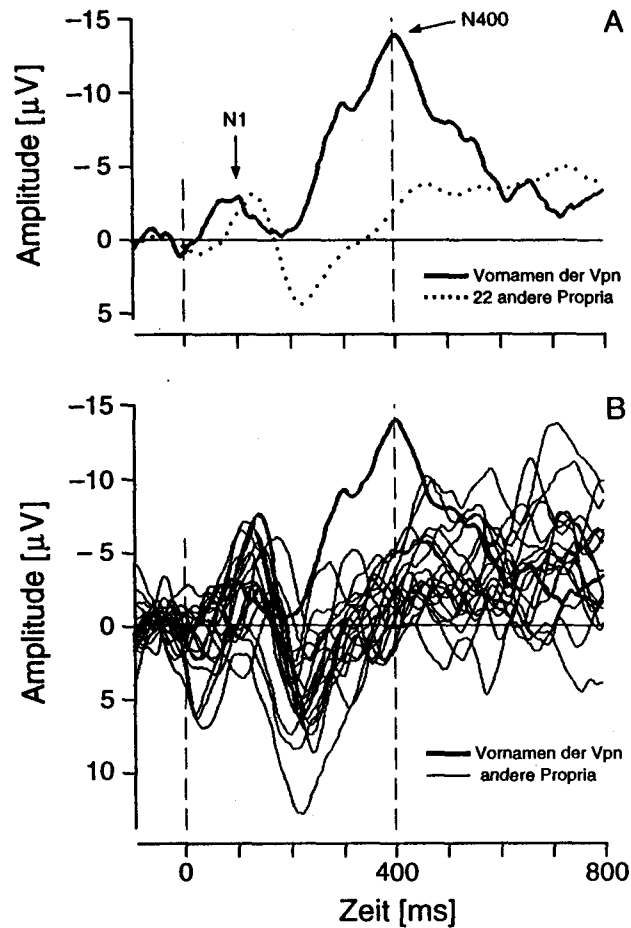 A
−15
−10
−5
0
5
Amplitude [µV]
N400
N1
Vornamen der Vpn
22 andere Propria
B
−15
−10
−5
0
5
10
Amplitude [µV]
Vornamen der Vpn
andere Propria
0
400
800
Zeit [ms]